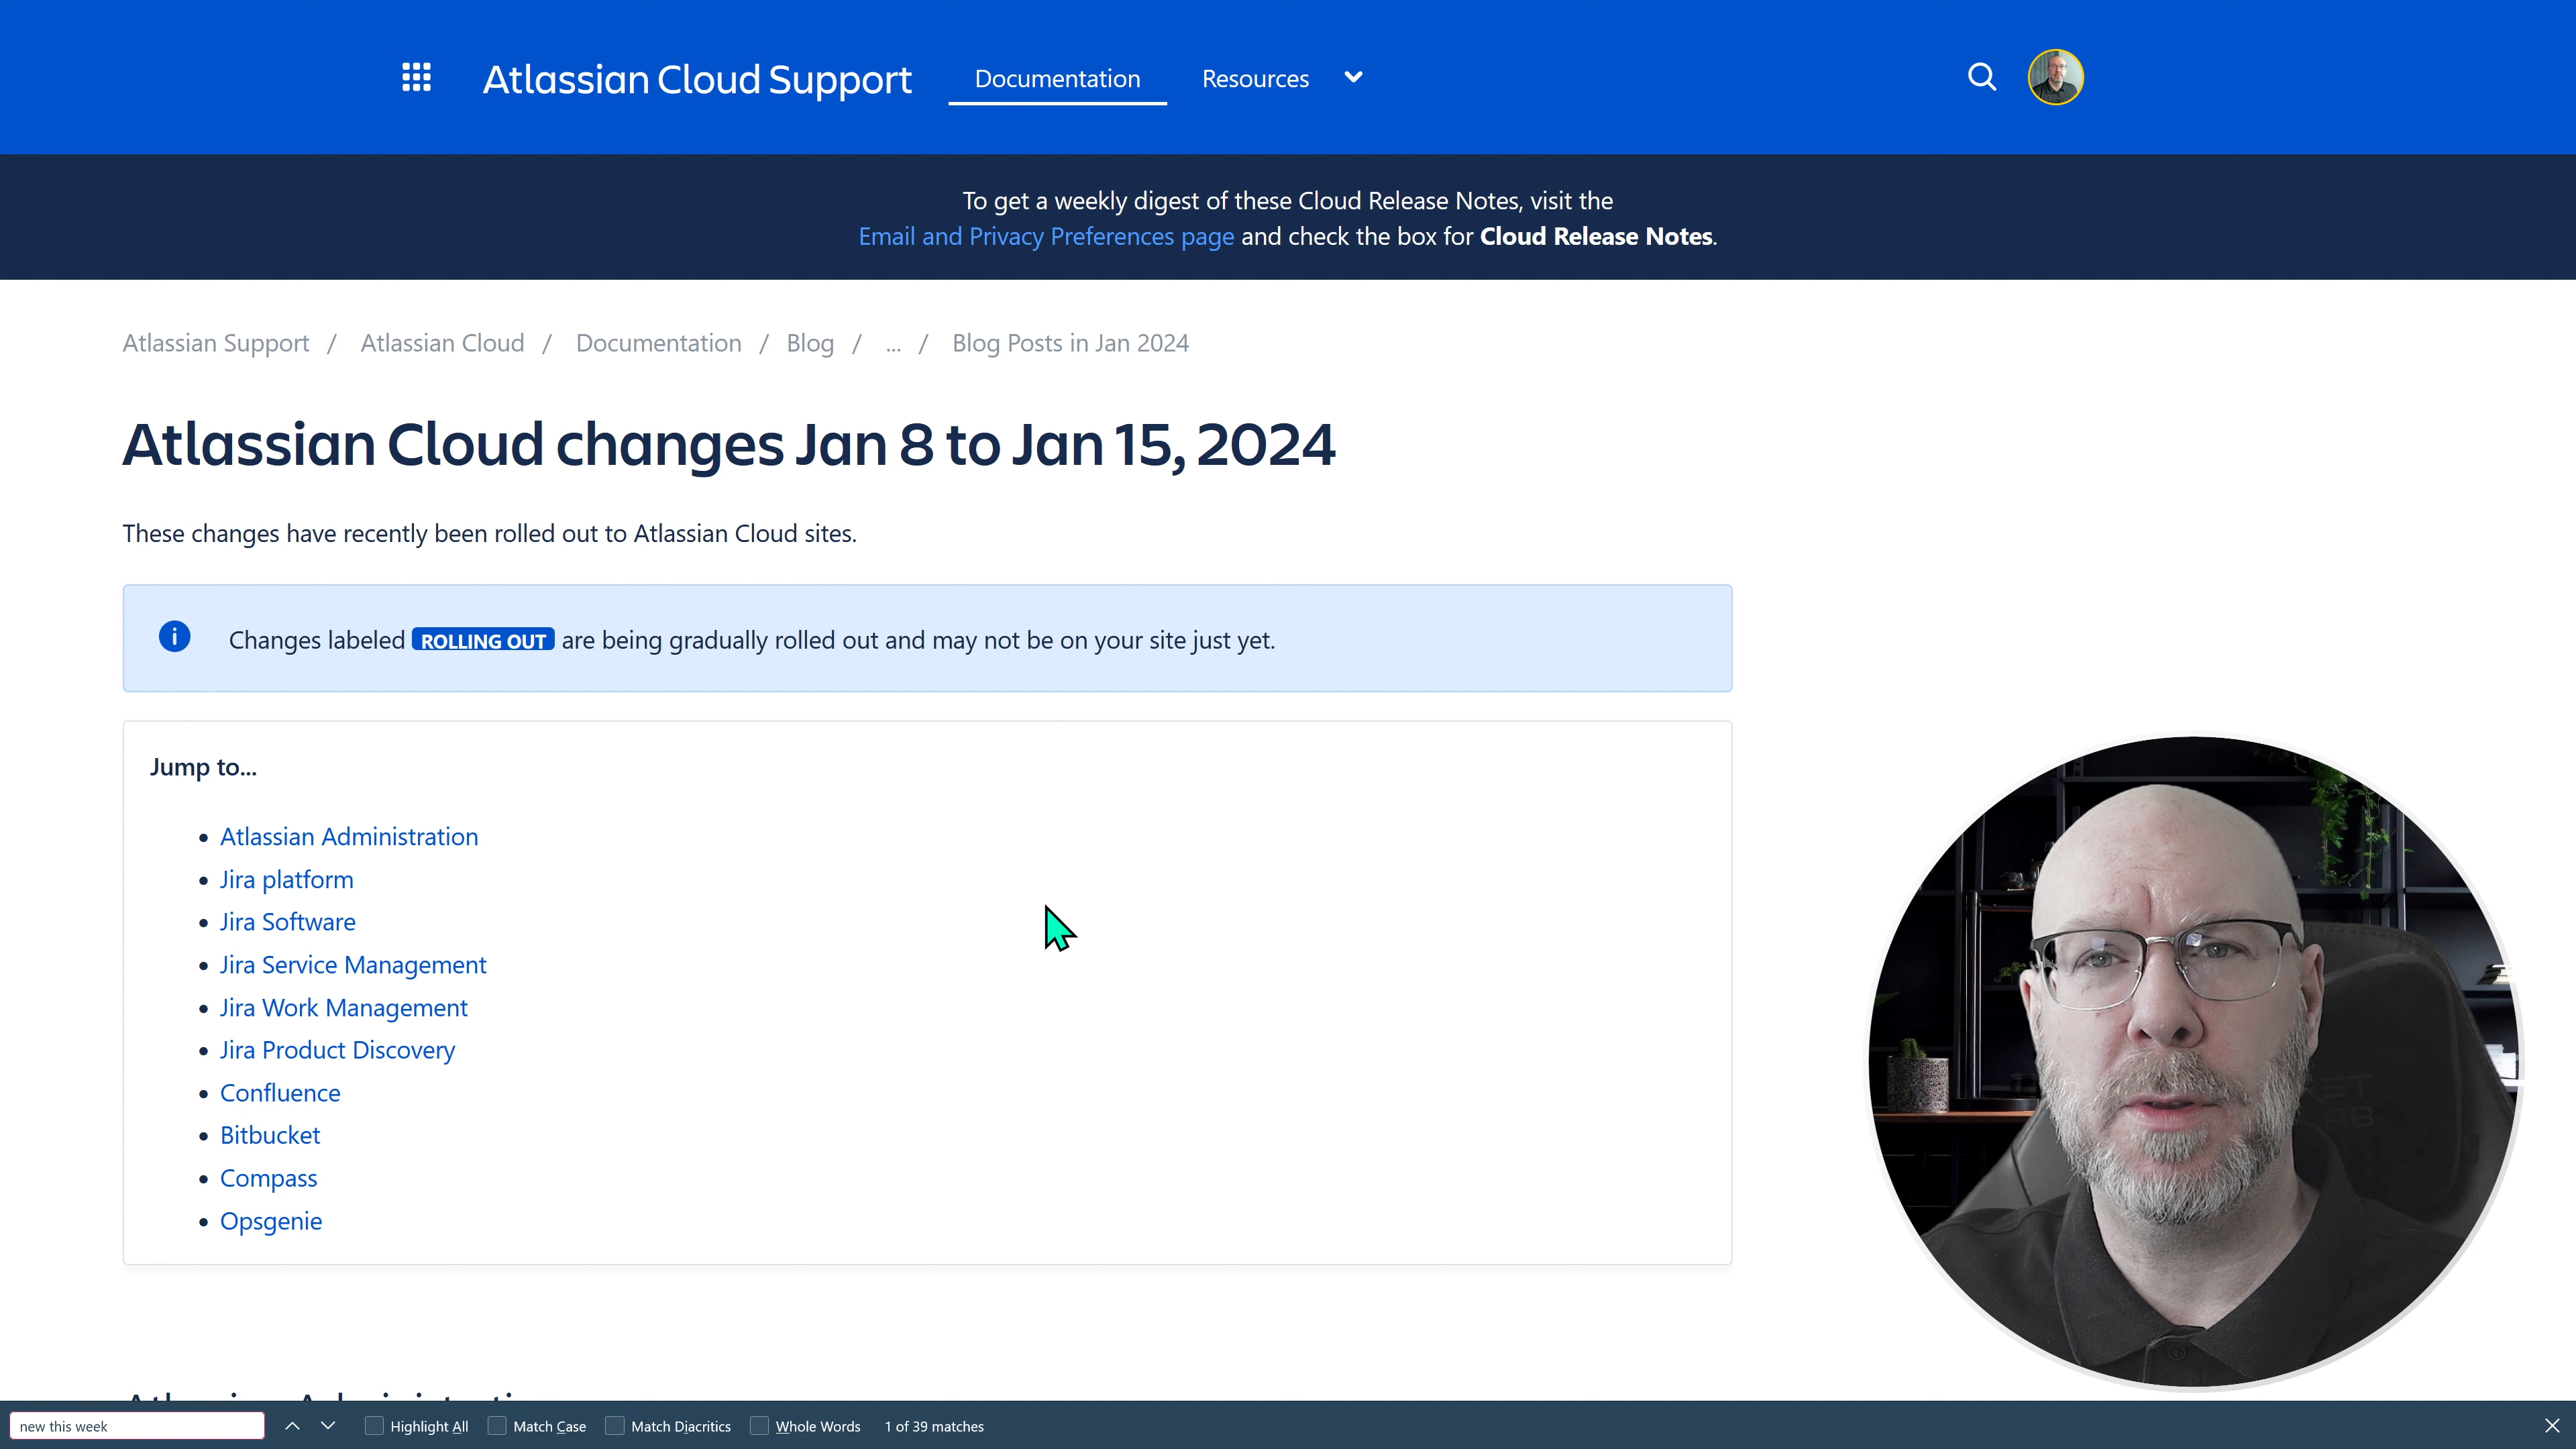 Atlassian Cloud Support
Documentation
Resources
To get a weekly digest of these Cloud Release Notes, visit the
Email and Privacy Preferences page and check the box for Cloud Release Notes.
Atlassian Support / Atlassian Cloud / Documentation / Blog / ... / Blog Posts in Jan 2024
Atlassian Cloud changes Jan 8 to Jan 15, 2024
These changes have recently been rolled out to Atlassian Cloud sites.
Changes labeled ROLLING OUT are being gradually rolled out and may not be on your site just yet.
Jump to...
• Atlassian Administration
• Jira platform
• Jira Software
• Jira Service Management
• Jira Work Management
• Jira Product Discovery
• Confluence
• Bitbucket
• Compass
• Opsgenie
new this week
Highlight All
Match Case
Match Diacritics
Whole Words
1 of 39 matches